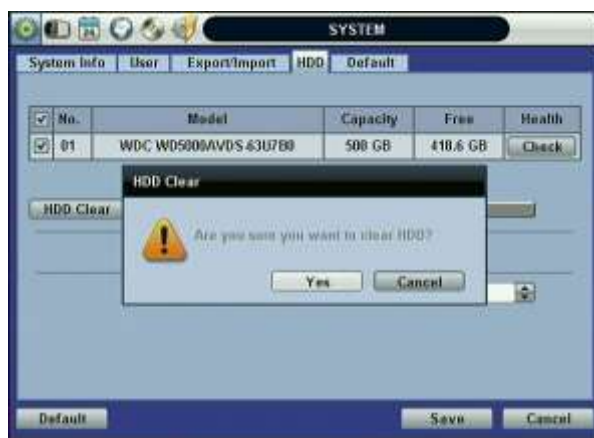 SYSTEM
System Info User Export/Import HDD Default
No. Model Capacity Free Health
01 WDC WD5000AVDS-63U7B0 500 GB 418.6 GB Check
HDD Clear
HDD Clear
Are you sure you want to clear HDD?
Yes Cancel
Default Save Cancel